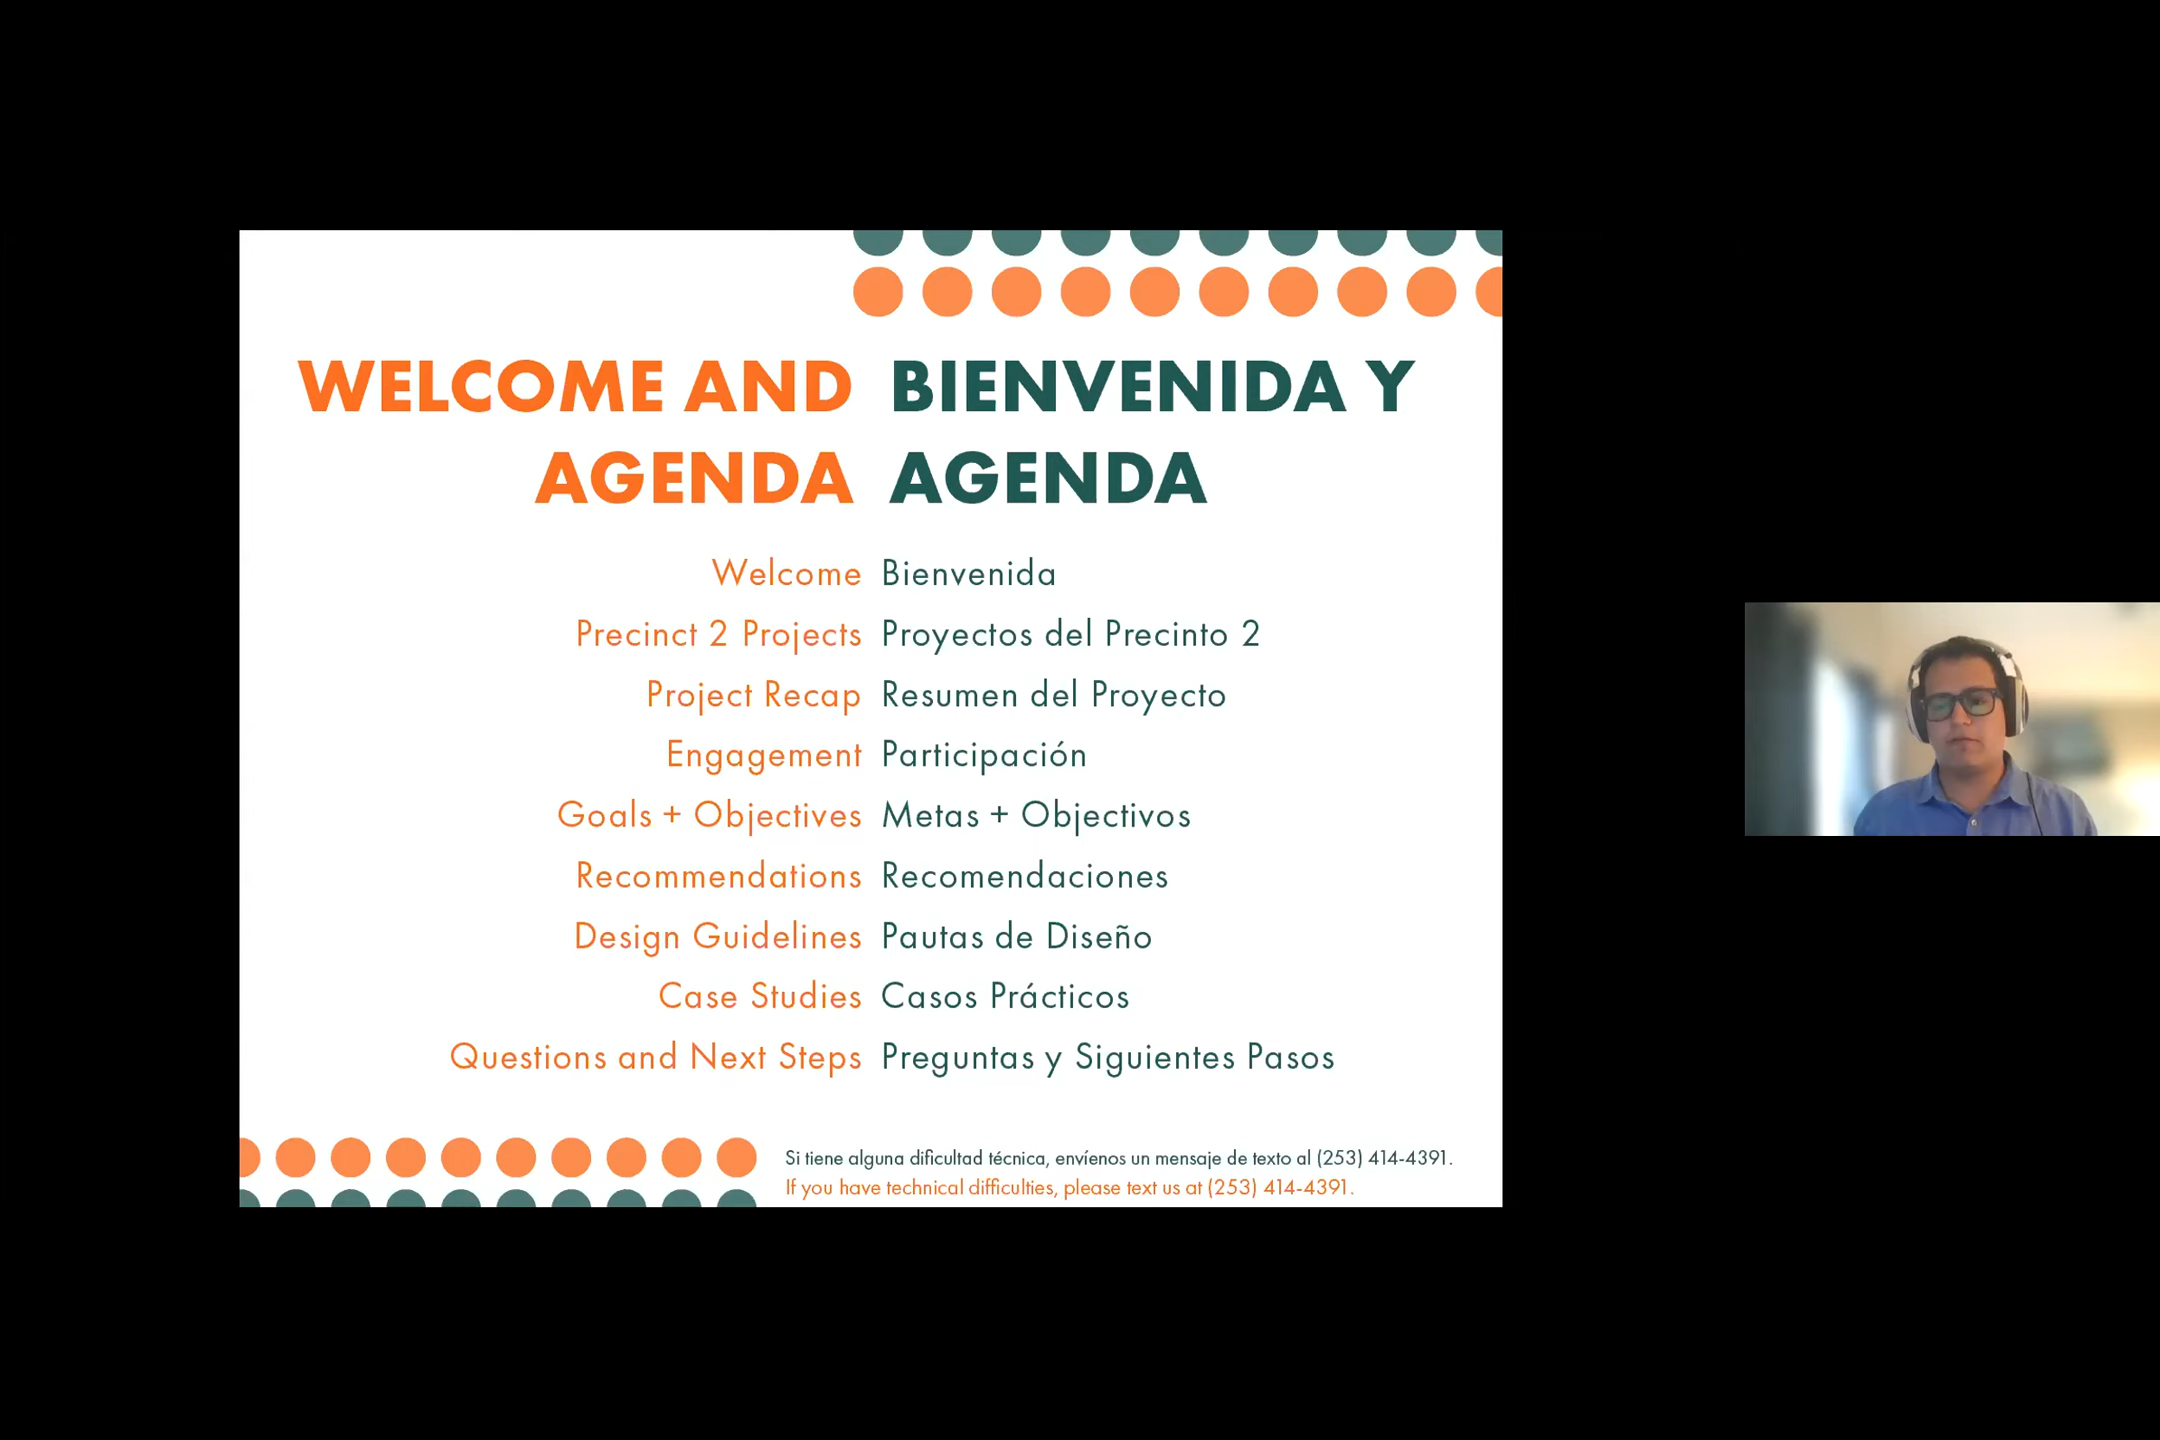 WELCOME AND
AGENDA
BIENVENIDA Y
AGENDA
Welcome Bienvenida
Precinct 2 Projects Proyectos del Precinto 2
Project Recap Resumen del Proyecto
Engagement Participación
Goals + Objectives Metas + Objectivos
Recommendations Recomendaciones
Design Guidelines Pautas de Diseño
Case Studies Casos Prácticos
Questions and Next Steps Preguntas y Siguientes Pasos
Si tiene alguna dificultad técnica, envíenos un mensaje de texto al (253) 414-4391.
If you have technical difficulties, please text us at (253) 414-4391.